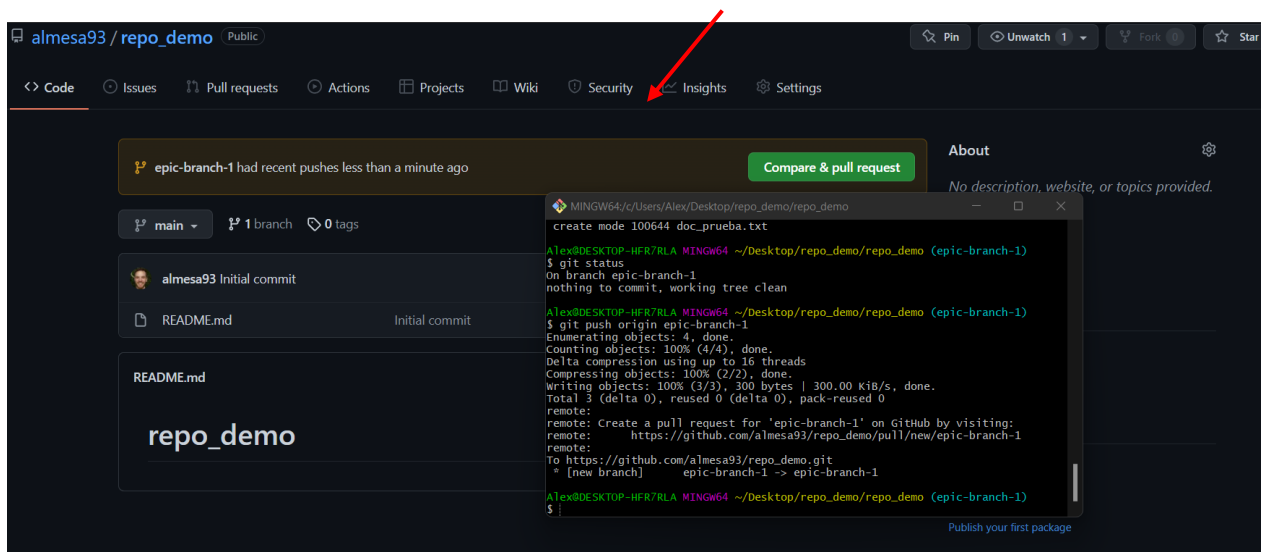 almesa93 / repo_demo Public
Pin Unwatch 1 Fork 0 Star
<> Code Issues Pull requests Actions Projects Wiki Security Insights Settings
epic-branch-1 had recent pushes less than a minute ago Compare & pull request
main 1 branch 0 tags
almesa93 Initial commit
README.md Initial commit
README.md
repo_demo
About
No description, website, or topics provided.
MINGW64:/c/Users/Alex/Desktop/repo_demo/repo_demo
create mode 100644 doc_prueba.txt
Alex@DESKTOP-HFR7RLA MINGW64 ~/Desktop/repo_demo/repo_demo (epic-branch-1)
$ git status
On branch epic-branch-1
nothing to commit, working tree clean
Alex@DESKTOP-HFR7RLA MINGW64 ~/Desktop/repo_demo/repo_demo (epic-branch-1)
$ git push origin epic-branch-1
Enumerating objects: 4, done.
Counting objects: 100% (4/4), done.
Delta compression using up to 16 threads
Compressing objects: 100% (2/2), done.
Writing objects: 100% (3/3), 300 bytes | 300.00 KiB/s, done.
Total 3 (delta 0), reused 0 (delta 0), pack-reused 0
remote:
remote: Create a pull request for 'epic-branch-1' on GitHub by visiting:
remote: https://github.com/almesa93/repo_demo/pull/new/epic-branch-1
remote:
To https://github.com/almesa93/repo_demo.git
* [new branch] epic-branch-1 -> epic-branch-1
Alex@DESKTOP-HFR7RLA MINGW64 ~/Desktop/repo_demo/repo_demo (epic-branch-1)
$
Publish your first package